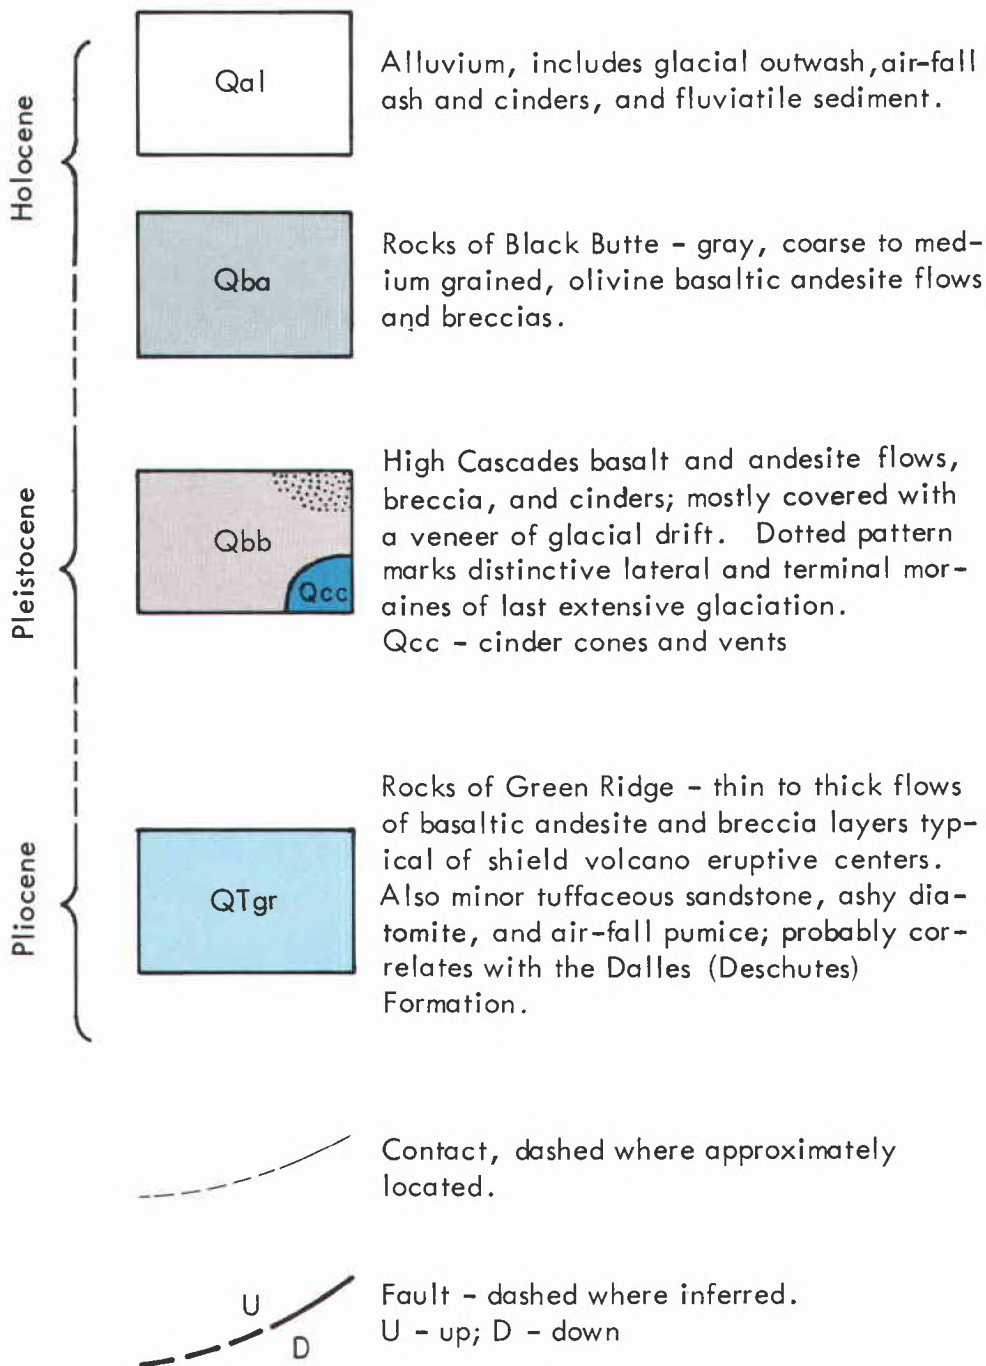 Holocene
Qal
Alluvium, includes glacial outwash, air-fall
ash and cinders, and fluviatile sediment.
Qba
Rocks of Black Butte - gray, coarse to med-
ium grained, olivine basaltic andesite flows
and breccias.
Pleistocene
Qbb
Qcc
High Cascades basalt and andesite flows,
breccia, and cinders; mostly covered with
a veneer of glacial drift. Dotted pattern
marks distinctive lateral and terminal mor-
aines of last extensive glaciation.
Qcc - cinder cones and vents
Pliocene
QTgr
Rocks of Green Ridge - thin to thick flows
of basaltic andesite and breccia layers typ-
ical of shield volcano eruptive centers.
Also minor tuffaceous sandstone, ashy dia-
tomite, and air-fall pumice; probably cor-
relates with the Dalles (Deschutes)
Formation.
Contact, dashed where approximately
located.
U
D
Fault - dashed where inferred.
U - up; D - down